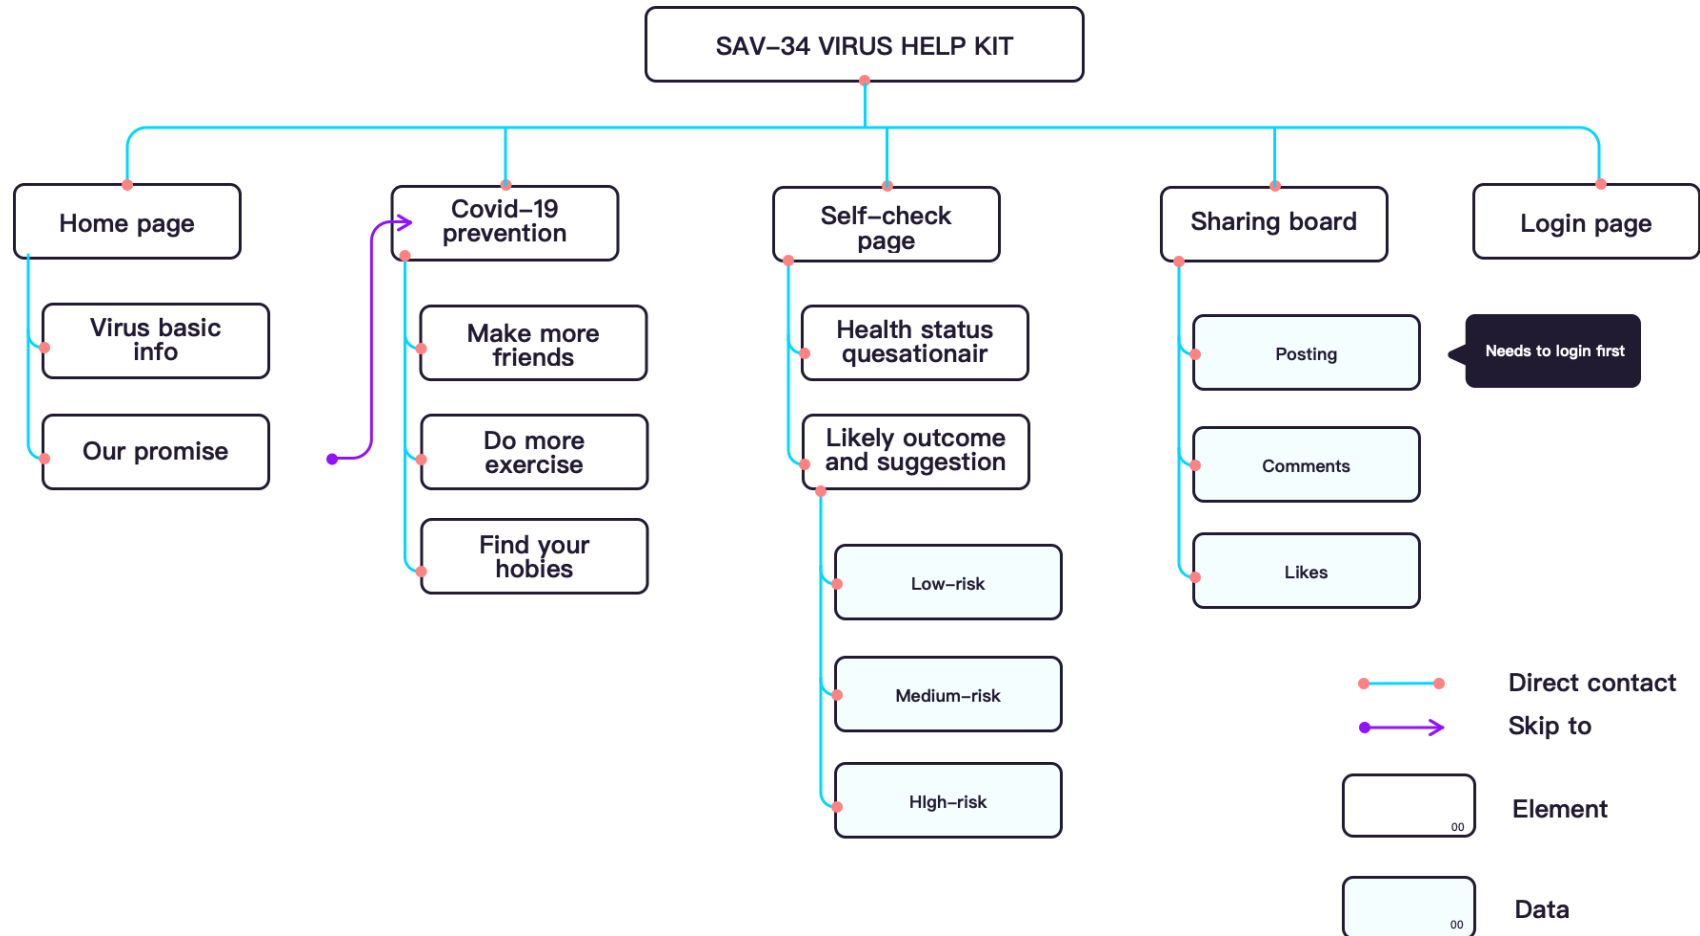 SAV-34 VIRUS HELP KIT
Home page
Covid-19
prevention
Self-check
page
Sharing board
Login page
Virus basic
info
Our promise
Make more
friends
Do more
exercise
Find your
hobies
Health status
quesationair
Likely outcome
and suggestion
Low-risk
Medium-risk
HIgh-risk
Posting
Needs to login first
Comments
Likes
Direct contact
Skip to
00
Element
00
Data